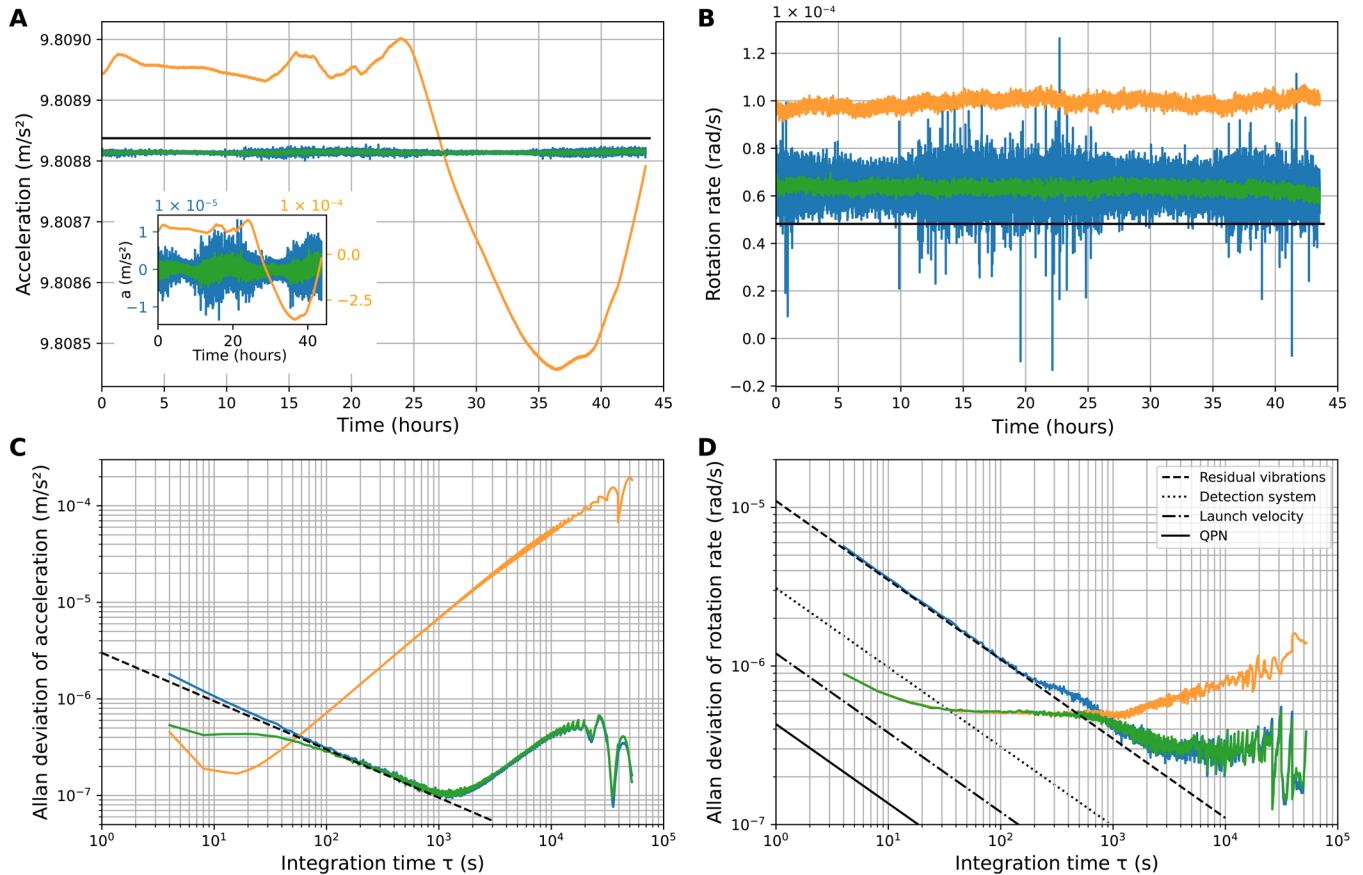 A
Acceleration (m/s²)
9.8090
9.8089
9.8088
9.8087
9.8086
9.8085
0 5 10 15 20 25 30 35 40 45
Time (hours)
1 × 10⁻⁵ 1 × 10⁻⁴
a (m/s²)
1
0
−1
0.0
−2.5
0 20 40
Time (hours)
B
1 × 10⁻⁴
Rotation rate (rad/s)
1.2
1.0
0.8
0.6
0.4
0.2
0.0
−0.2
0 5 10 15 20 25 30 35 40 45
Time (hours)
C
Allan deviation of acceleration (m/s²)
10⁻⁴
10⁻⁵
10⁻⁶
10⁻⁷
10⁰ 10¹ 10² 10³ 10⁴ 10⁵
Integration time τ (s)
D
Allan deviation of rotation rate (rad/s)
10⁻⁵
10⁻⁶
10⁻⁷
Residual vibrations
Detection system
Launch velocity
QPN
10⁰ 10¹ 10² 10³ 10⁴ 10⁵
Integration time τ (s)